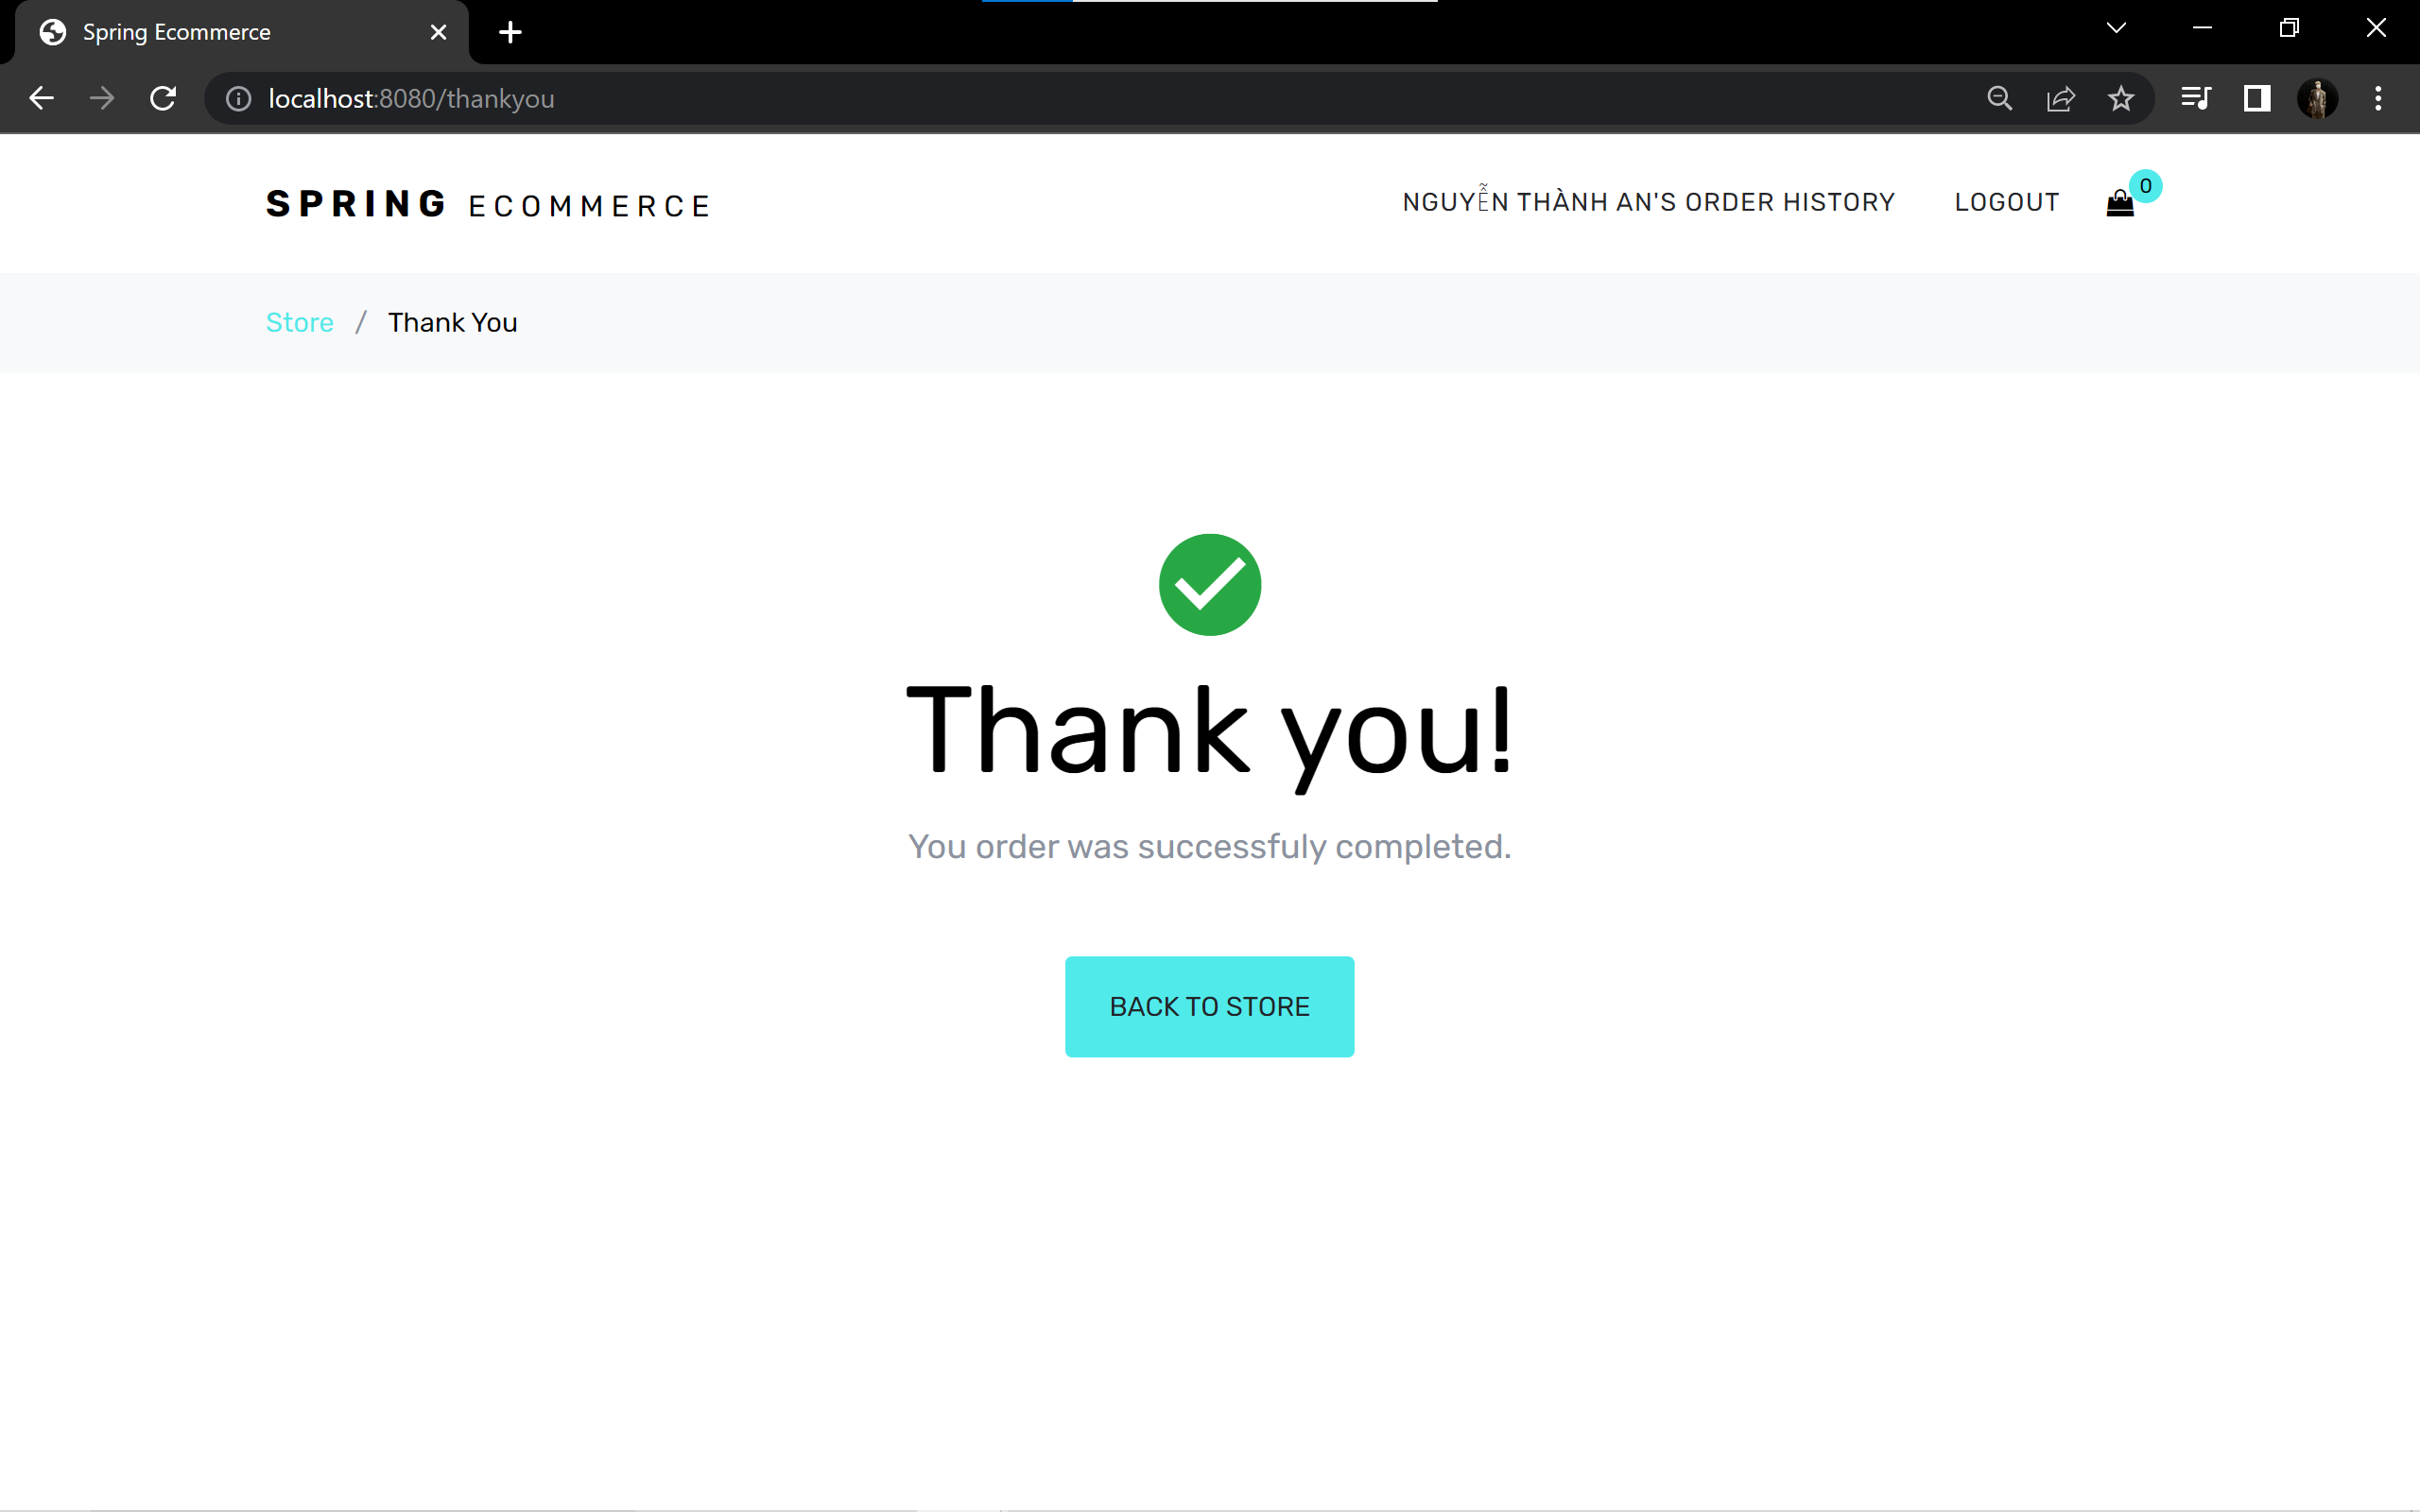 Spring Ecommerce
localhost:8080/thankyou
SPRING ECOMMERCE
NGUYỄN THÀNH AN'S ORDER HISTORY
LOGOUT
0
Store / Thank You
Thank you!
You order was successfuly completed.
BACK TO STORE